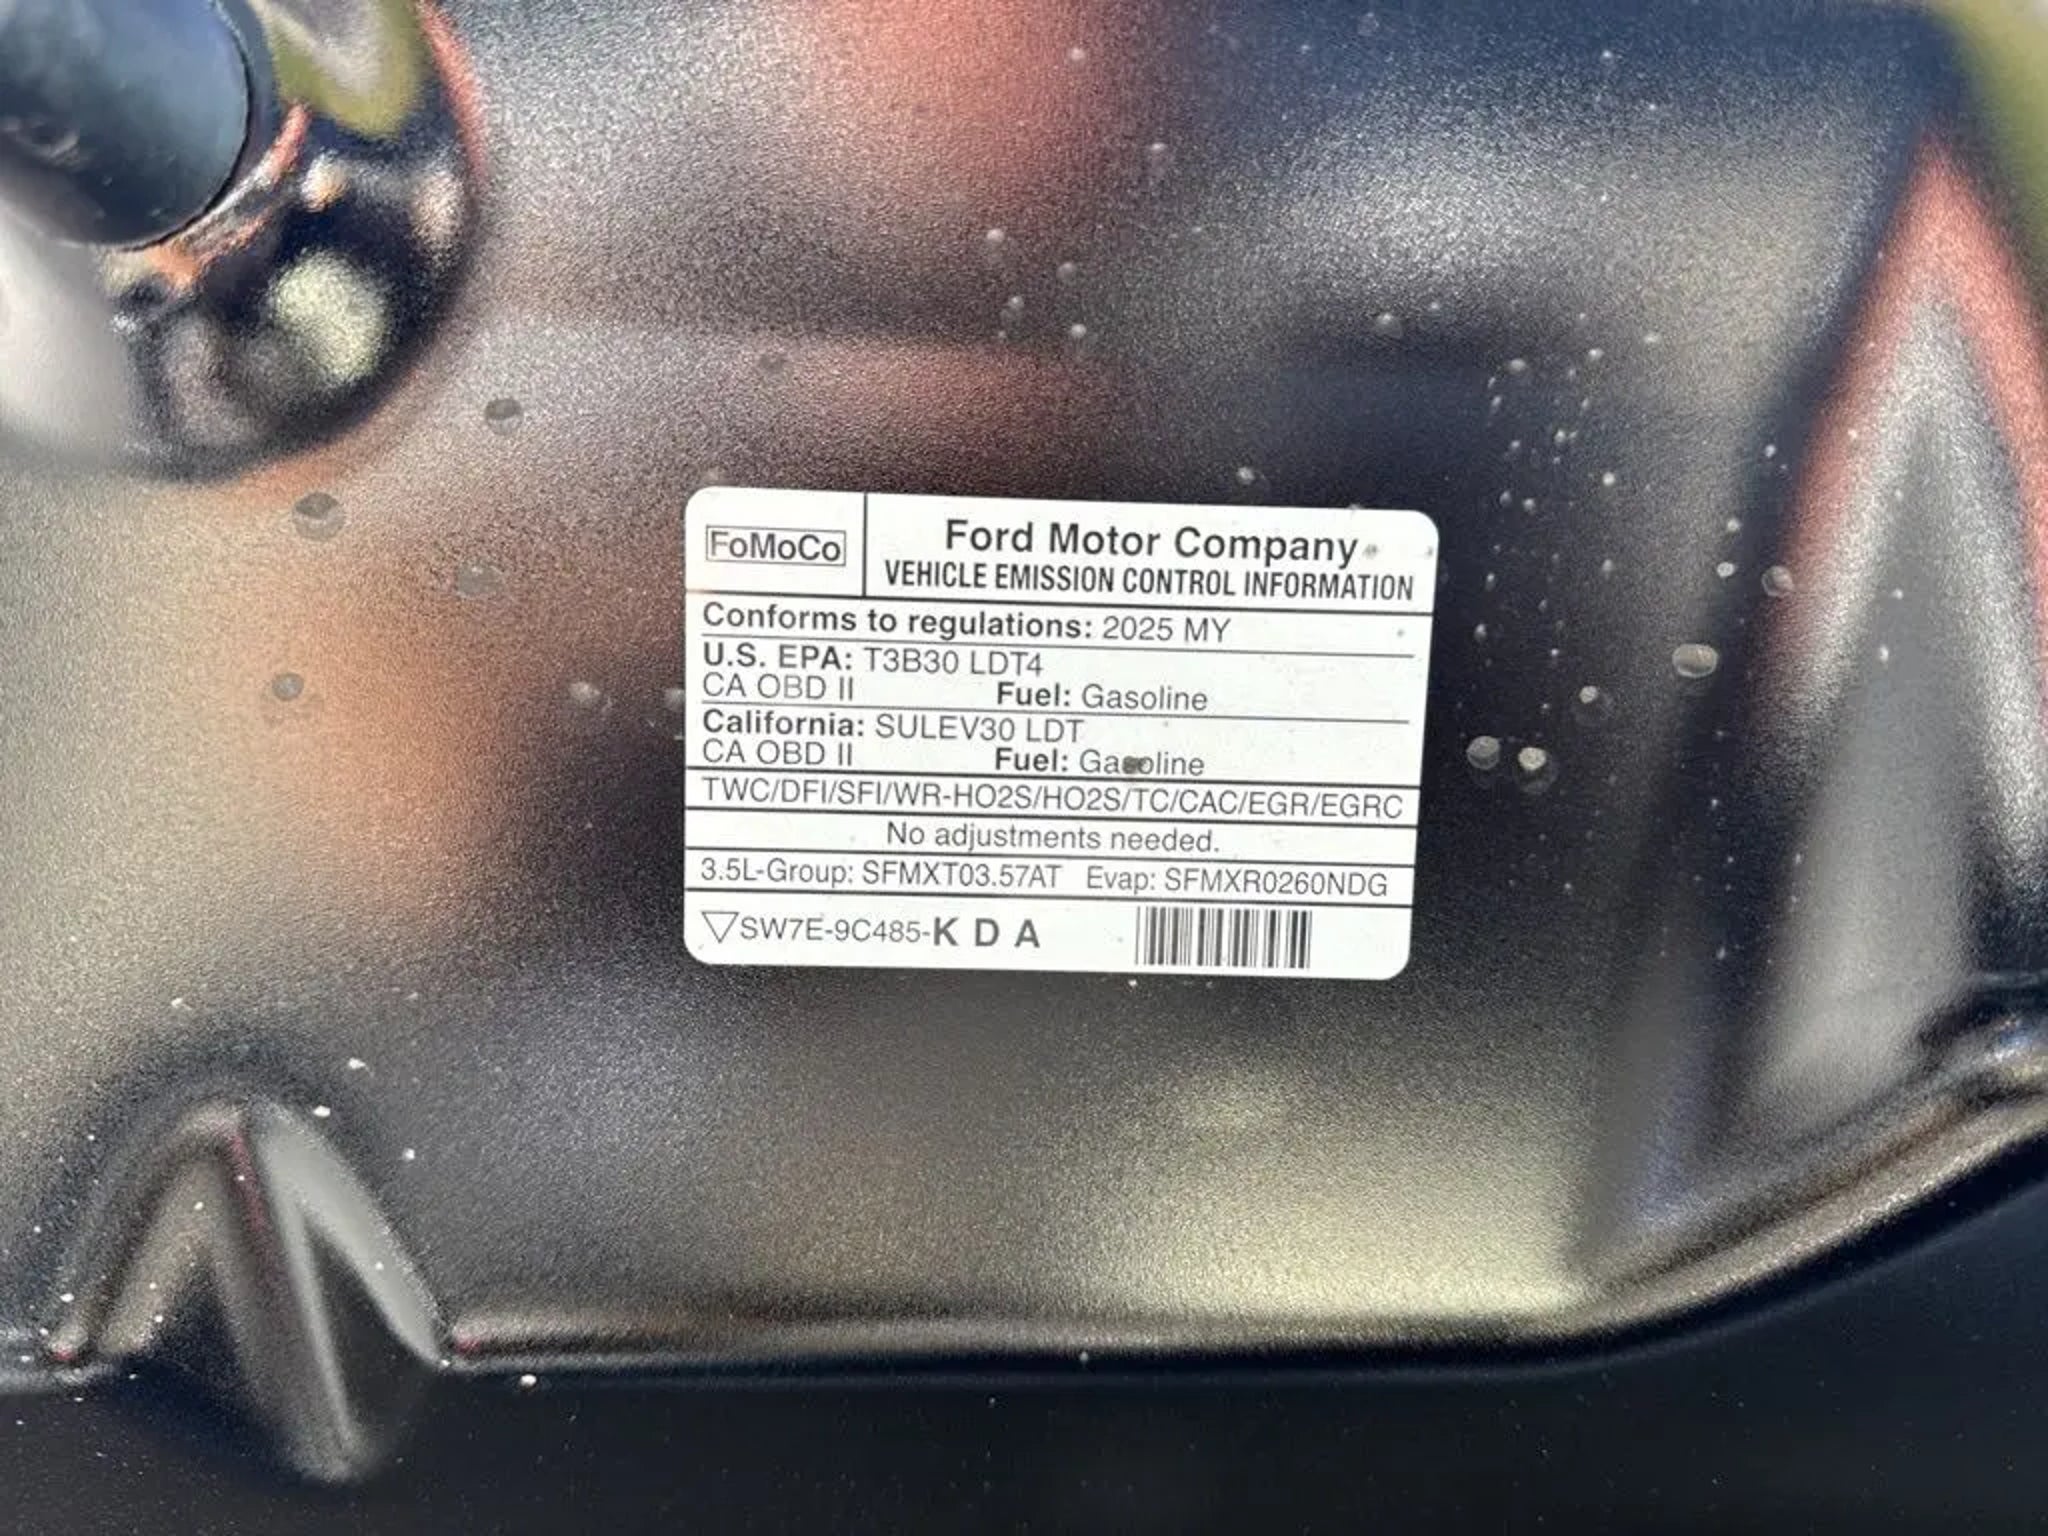 FoMoCo
Ford Motor Company
VEHICLE EMISSION CONTROL INFORMATION
Conforms to regulations: 2025 MY
U.S. EPA: T3B30 LDT4
CA OBD II Fuel: Gasoline
California: SULEV30 LDT
CA OBD II Fuel: Gasoline
TWC/DFI/SFI/WR-HO2S/HO2S/TC/CAC/EGR/EGRC
No adjustments needed.
3.5L-Group: SFMXT03.57AT Evap: SFMXR0260NDG
SW7E-9C485-K D A